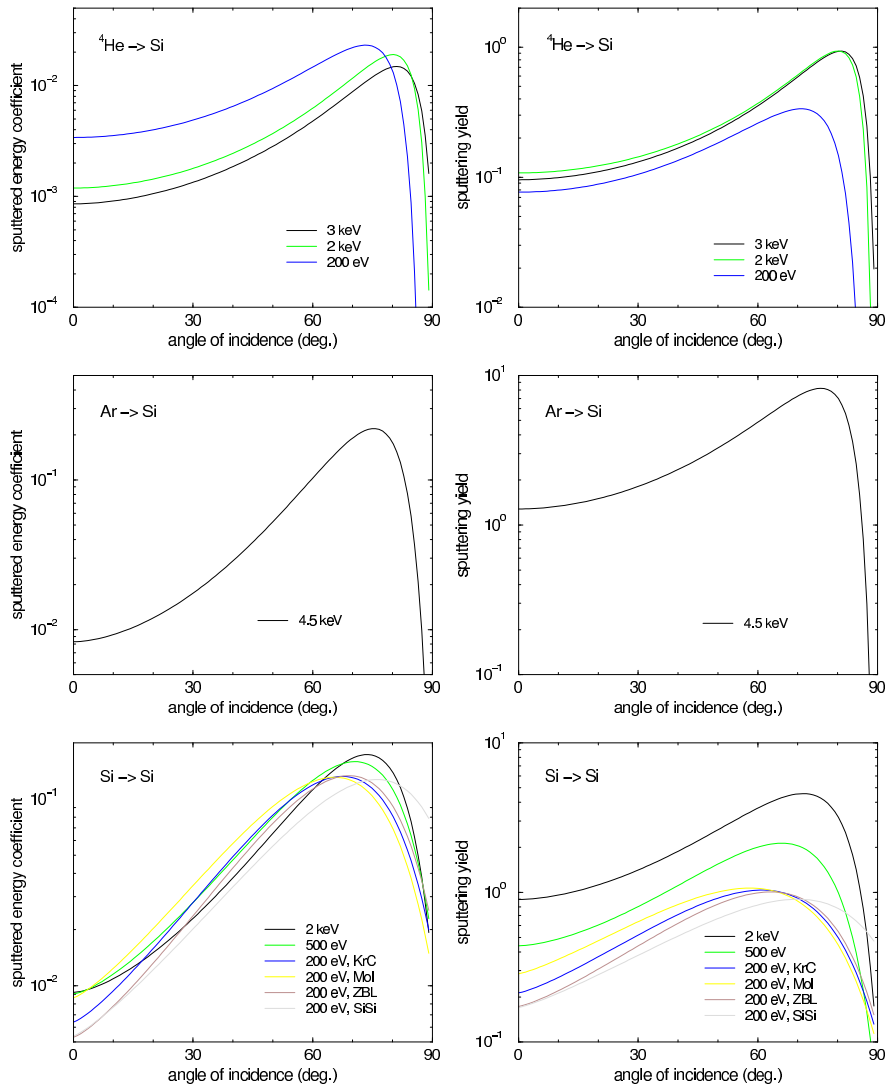 ⁴He –> Si
sputtered energy coefficient
10⁻²
10⁻³
10⁻⁴
3 keV
2 keV
200 eV
0
30
60
90
angle of incidence (deg.)
⁴He –> Si
sputtering yield
10⁰
10⁻¹
10⁻²
3 keV
2 keV
200 eV
0
30
60
90
angle of incidence (deg.)
Ar –> Si
sputtered energy coefficient
10⁻¹
10⁻²
4.5 keV
0
30
60
90
angle of incidence (deg.)
Ar –> Si
sputtering yield
10¹
10⁰
10⁻¹
4.5 keV
0
30
60
90
angle of incidence (deg.)
Si –> Si
sputtered energy coefficient
10⁻¹
10⁻²
2 keV
500 eV
200 eV, KrC
200 eV, Mol
200 eV, ZBL
200 eV, SiSi
0
30
60
90
angle of incidence (deg.)
Si –> Si
sputtering yield
10¹
10⁰
10⁻¹
2 keV
500 eV
200 eV, KrC
200 eV, Mol
200 eV, ZBL
200 eV, SiSi
0
30
60
90
angle of incidence (deg.)